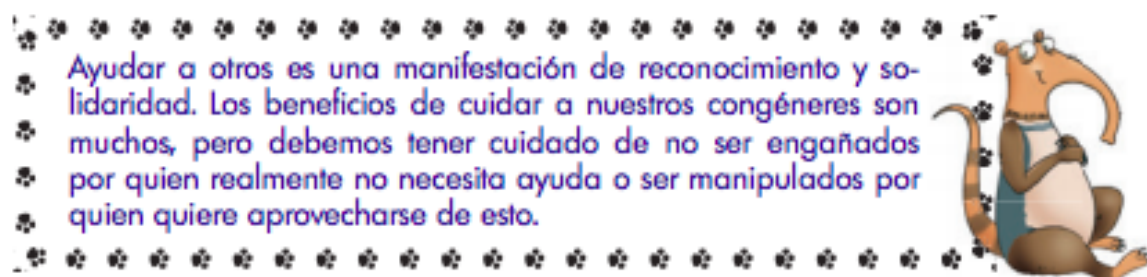 Ayudar a otros es una manifestación de reconocimiento y so-
lidaridad. Los beneficios de cuidar a nuestros congéneres son
muchos, pero debemos tener cuidado de no ser engañados
por quien realmente no necesita ayuda o ser manipulados por
quien quiere aprovecharse de esto.